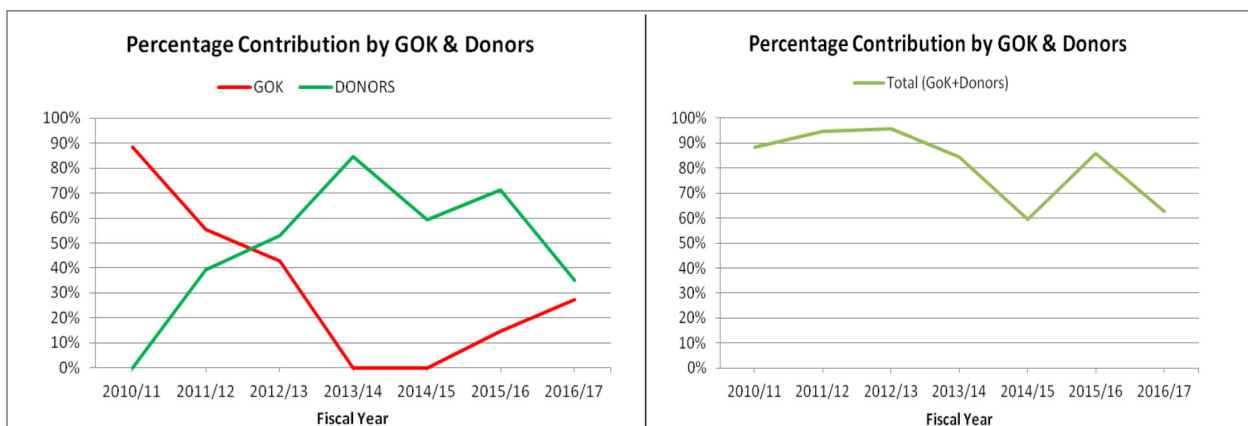 Percentage Contribution by GOK & Donors
GOK DONORS
100%
90%
80%
70%
60%
50%
40%
30%
20%
10%
0%
2010/11 2011/12 2012/13 2013/14 2014/15 2015/16 2016/17
Fiscal Year
Percentage Contribution by GOK & Donors
Total (GoK+Donors)
100%
90%
80%
70%
60%
50%
40%
30%
20%
10%
0%
2010/11 2011/12 2012/13 2013/14 2014/15 2015/16 2016/17
Fiscal Year